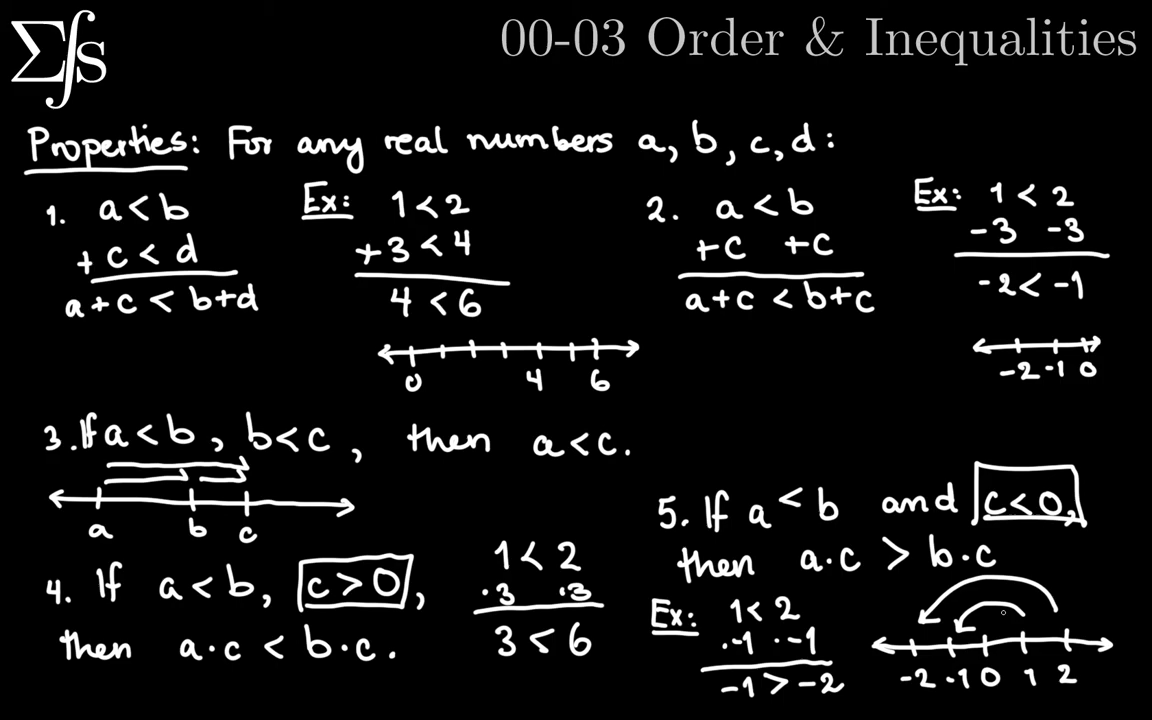 Σ∫S
00-03 Order & Inequalities
Properties: For any real numbers a, b, c, d:
1. a < b
+ c < d
a+c < b+d
Ex: 1 < 2
+3 < 4
4 < 6
0 4 6
2. a < b
+c +c
a+c < b+c
Ex: 1 < 2
-3 -3
-2 < -1
-2 -1 0
3. If a < b, b < c, then a < c.
a b c
4. If a < b, c > 0,
then a·c < b·c.
1 < 2
·3 ·3
3 < 6
5. If a < b and c < 0,
then a·c > b·c
Ex: 1 < 2
·-1 ·-1
-1 > -2
-2 -1 0 1 2